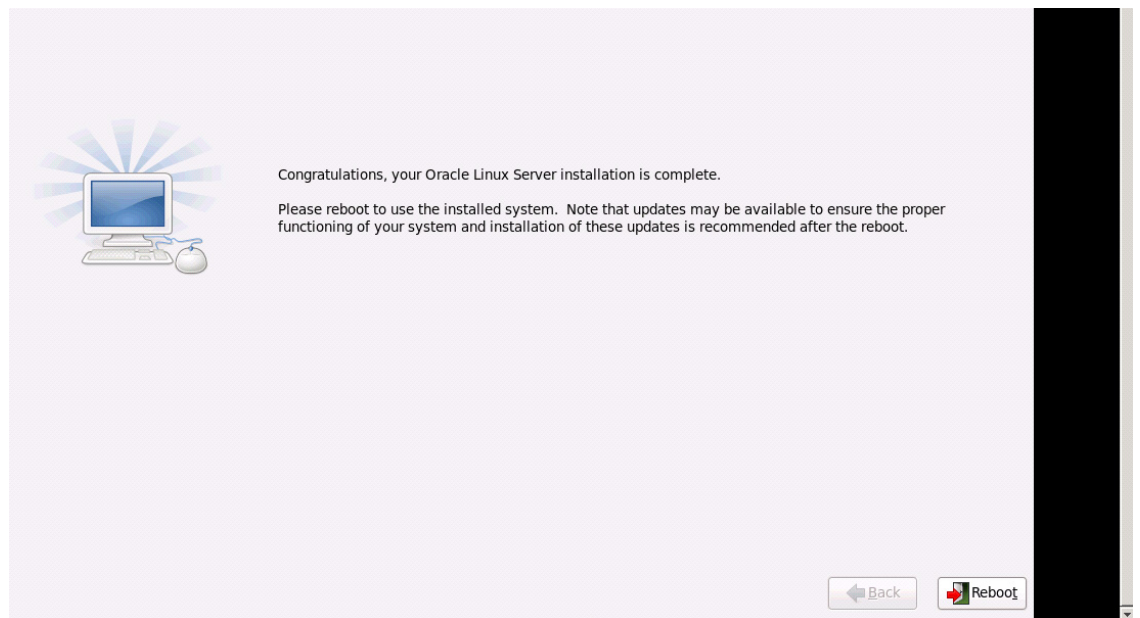 Congratulations, your Oracle Linux Server installation is complete.
Please reboot to use the installed system.  Note that updates may be available to ensure the proper
functioning of your system and installation of these updates is recommended after the reboot.
Back
Reboot